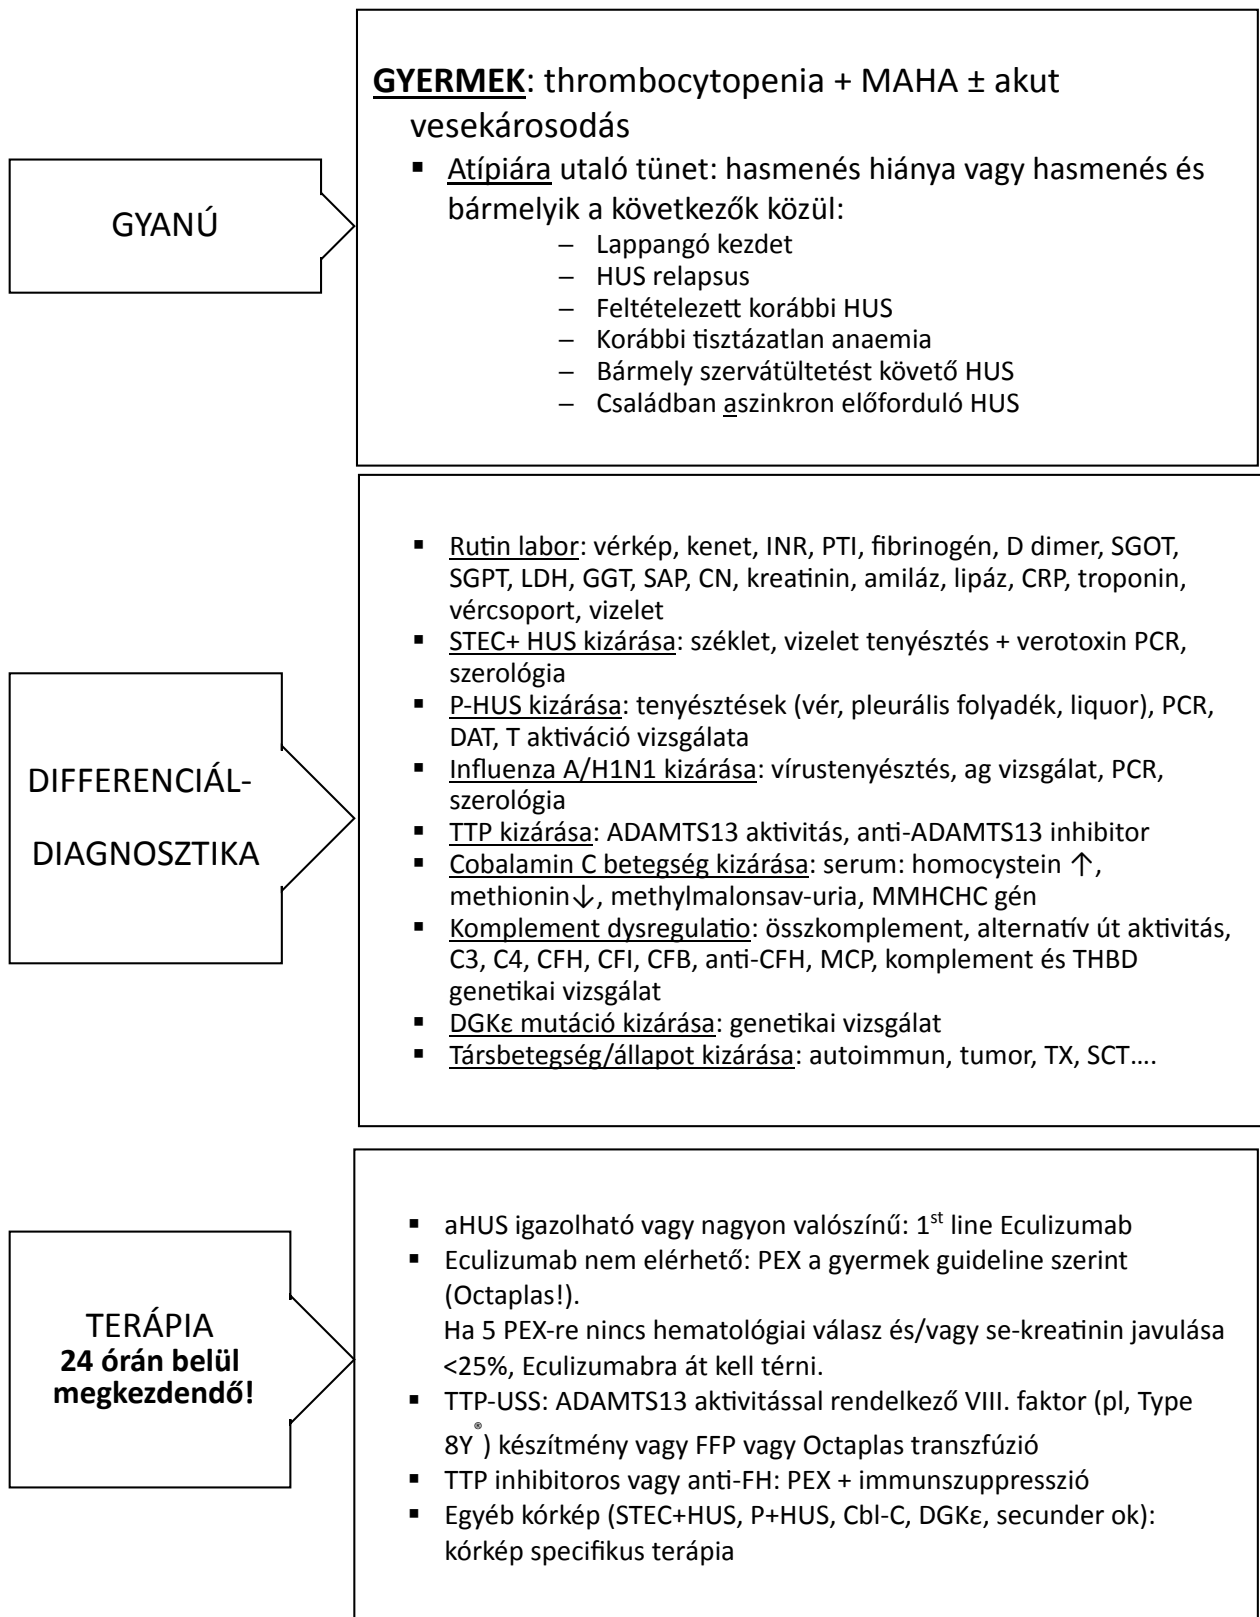 GYANÚ
GYERMEK: thrombocytopenia + MAHA ± akut
vesekárosodás
▪ Atípiára utaló tünet: hasmenés hiánya vagy hasmenés és
bármelyik a következők közül:
– Lappangó kezdet
– HUS relapsus
– Feltételezett korábbi HUS
– Korábbi tisztázatlan anaemia
– Bármely szervátültetést követő HUS
– Családban aszinkron előforduló HUS
DIFFERENCIÁL-
DIAGNOSZTIKA
▪ Rutin labor: vérkép, kenet, INR, PTI, fibrinogén, D dimer, SGOT,
SGPT, LDH, GGT, SAP, CN, kreatinin, amiláz, lipáz, CRP, troponin,
vércsoport, vizelet
▪ STEC+ HUS kizárása: széklet, vizelet tenyésztés + verotoxin PCR,
szerológia
▪ P-HUS kizárása: tenyésztések (vér, pleurális folyadék, liquor), PCR,
DAT, T aktiváció vizsgálata
▪ Influenza A/H1N1 kizárása: vírustenyésztés, ag vizsgálat, PCR,
szerológia
▪ TTP kizárása: ADAMTS13 aktivitás, anti-ADAMTS13 inhibitor
▪ Cobalamin C betegség kizárása: serum: homocystein ↑,
methionin↓, methylmalonsav-uria, MMHCHC gén
▪ Komplement dysregulatio: összkomplement, alternatív út aktivitás,
C3, C4, CFH, CFI, CFB, anti-CFH, MCP, komplement és THBD
genetikai vizsgálat
▪ DGKε mutáció kizárása: genetikai vizsgálat
▪ Társbetegség/állapot kizárása: autoimmun, tumor, TX, SCT....
TERÁPIA
24 órán belül
megkezdendő!
▪ aHUS igazolható vagy nagyon valószínű: 1st line Eculizumab
▪ Eculizumab nem elérhető: PEX a gyermek guideline szerint
(Octaplas!).
Ha 5 PEX-re nincs hematológiai válasz és/vagy se-kreatinin javulása
<25%, Eculizumabra át kell térni.
▪ TTP-USS: ADAMTS13 aktivitással rendelkező VIII. faktor (pl, Type
8Y®) készítmény vagy FFP vagy Octaplas transzfúzió
▪ TTP inhibitoros vagy anti-FH: PEX + immunszuppresszió
▪ Egyéb kórkép (STEC+HUS, P+HUS, Cbl-C, DGKε, secunder ok):
kórkép specifikus terápia